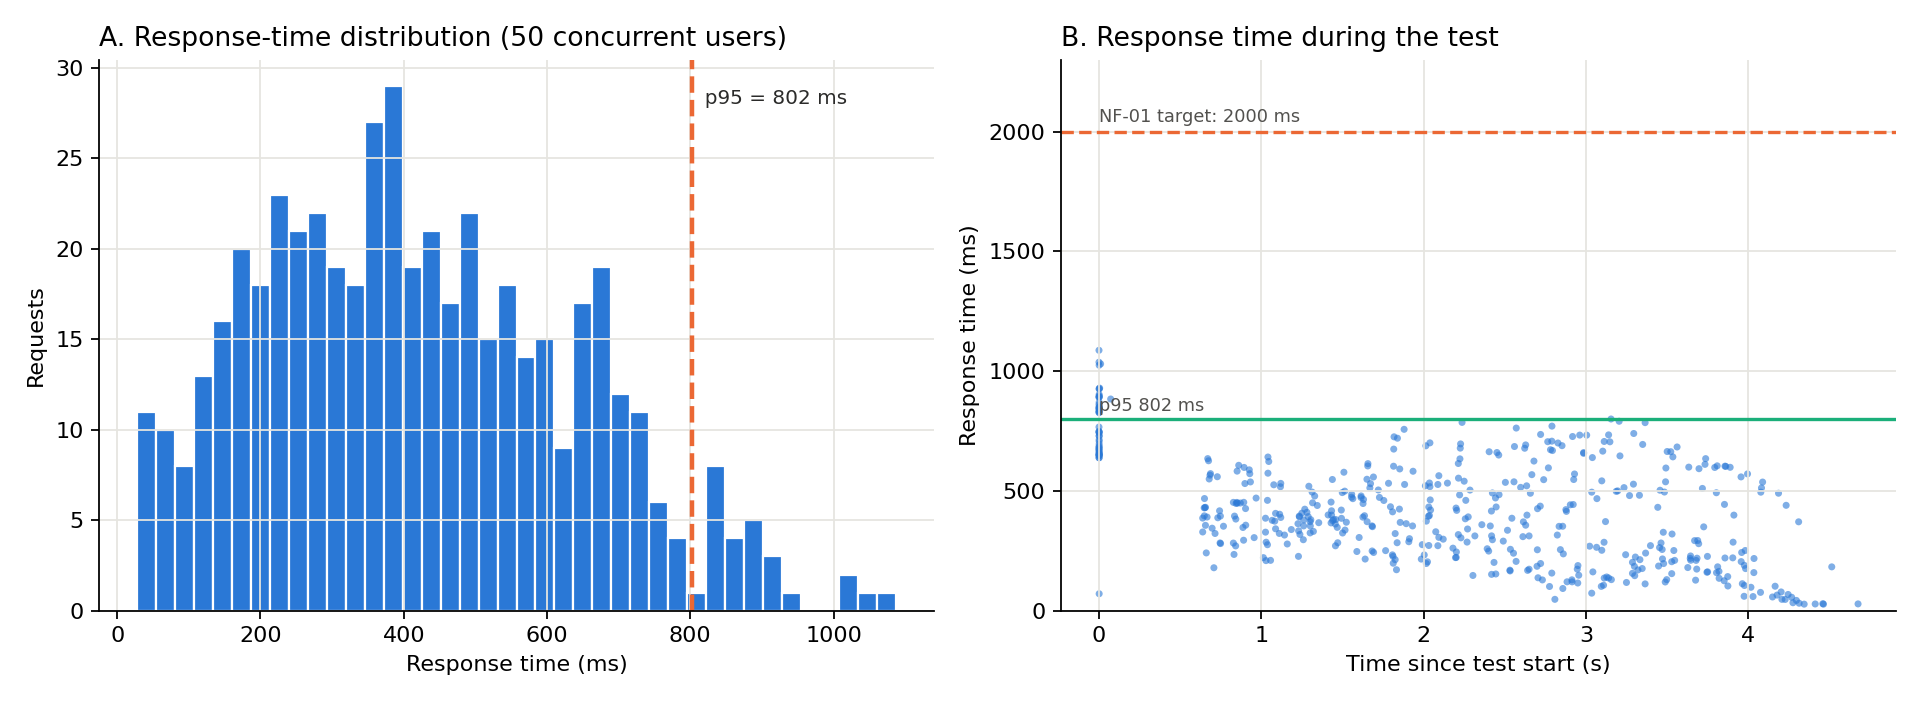 A. Response-time distribution (50 concurrent users)
30
25
20
15
10
5
0
Requests
p95 = 802 ms
0 200 400 600 800 1000
Response time (ms)
B. Response time during the test
2000
1500
1000
500
0
Response time (ms)
NF-01 target: 2000 ms
p95 802 ms
0 1 2 3 4
Time since test start (s)